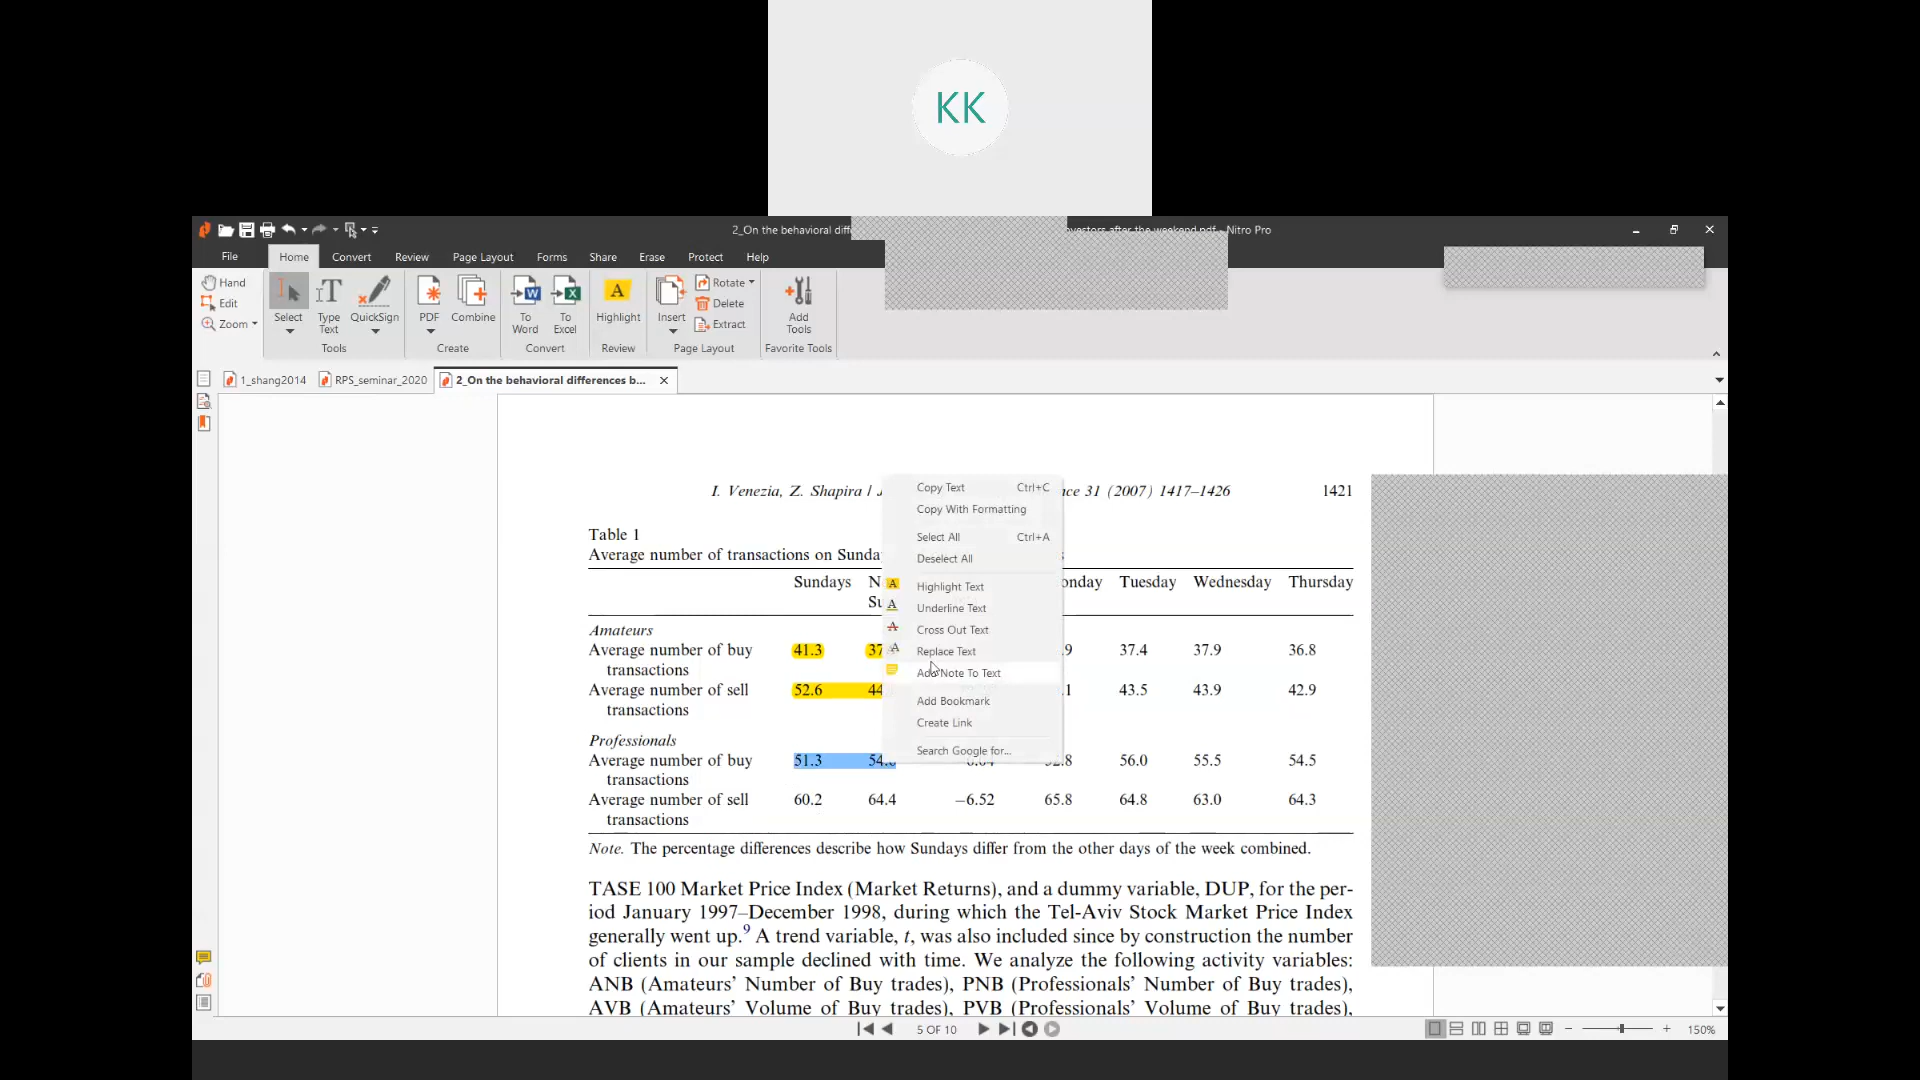 KK
2_On the behavioral diff
vestors after the weekend.pdf - Nitro Pro
File Home Convert Review Page Layout Forms Share Erase Protect Help
Hand
Edit
Zoom
Select
Type Text
QuickSign
Tools
PDF
Combine
Create
To Word
To Excel
Convert
Highlight
Review
Insert
Rotate
Delete
Extract
Page Layout
Add Tools
Favorite Tools
1_shang2014 RPS_seminar_2020 2_On the behavioral differences b...
I. Venezia, Z. Shapira / J
nce 31 (2007) 1417–1426 1421
Table 1
Average number of transactions on Sunda
Sundays N
Su
onday Tuesday Wednesday Thursday
Amateurs
Average number of buy transactions 41.3 37 .9 37.4 37.9 36.8
Average number of sell transactions 52.6 44 .1 43.5 43.9 42.9
Professionals
Average number of buy transactions 51.3 54. 56.0 55.5 54.5
Average number of sell transactions 60.2 64.4 −6.52 65.8 64.8 63.0 64.3
Note. The percentage differences describe how Sundays differ from the other days of the week combined.
Copy Text Ctrl+C
Copy With Formatting
Select All Ctrl+A
Deselect All
Highlight Text
Underline Text
Cross Out Text
Replace Text
Add Note To Text
Add Bookmark
Create Link
Search Google for...
TASE 100 Market Price Index (Market Returns), and a dummy variable, DUP, for the per-
iod January 1997–December 1998, during which the Tel-Aviv Stock Market Price Index
generally went up.9 A trend variable, t, was also included since by construction the number
of clients in our sample declined with time. We analyze the following activity variables:
ANB (Amateurs’ Number of Buy trades), PNB (Professionals’ Number of Buy trades),
AVB (Amateurs’ Volume of Buy trades), PVB (Professionals’ Volume of Buy trades),
5 OF 10
150%